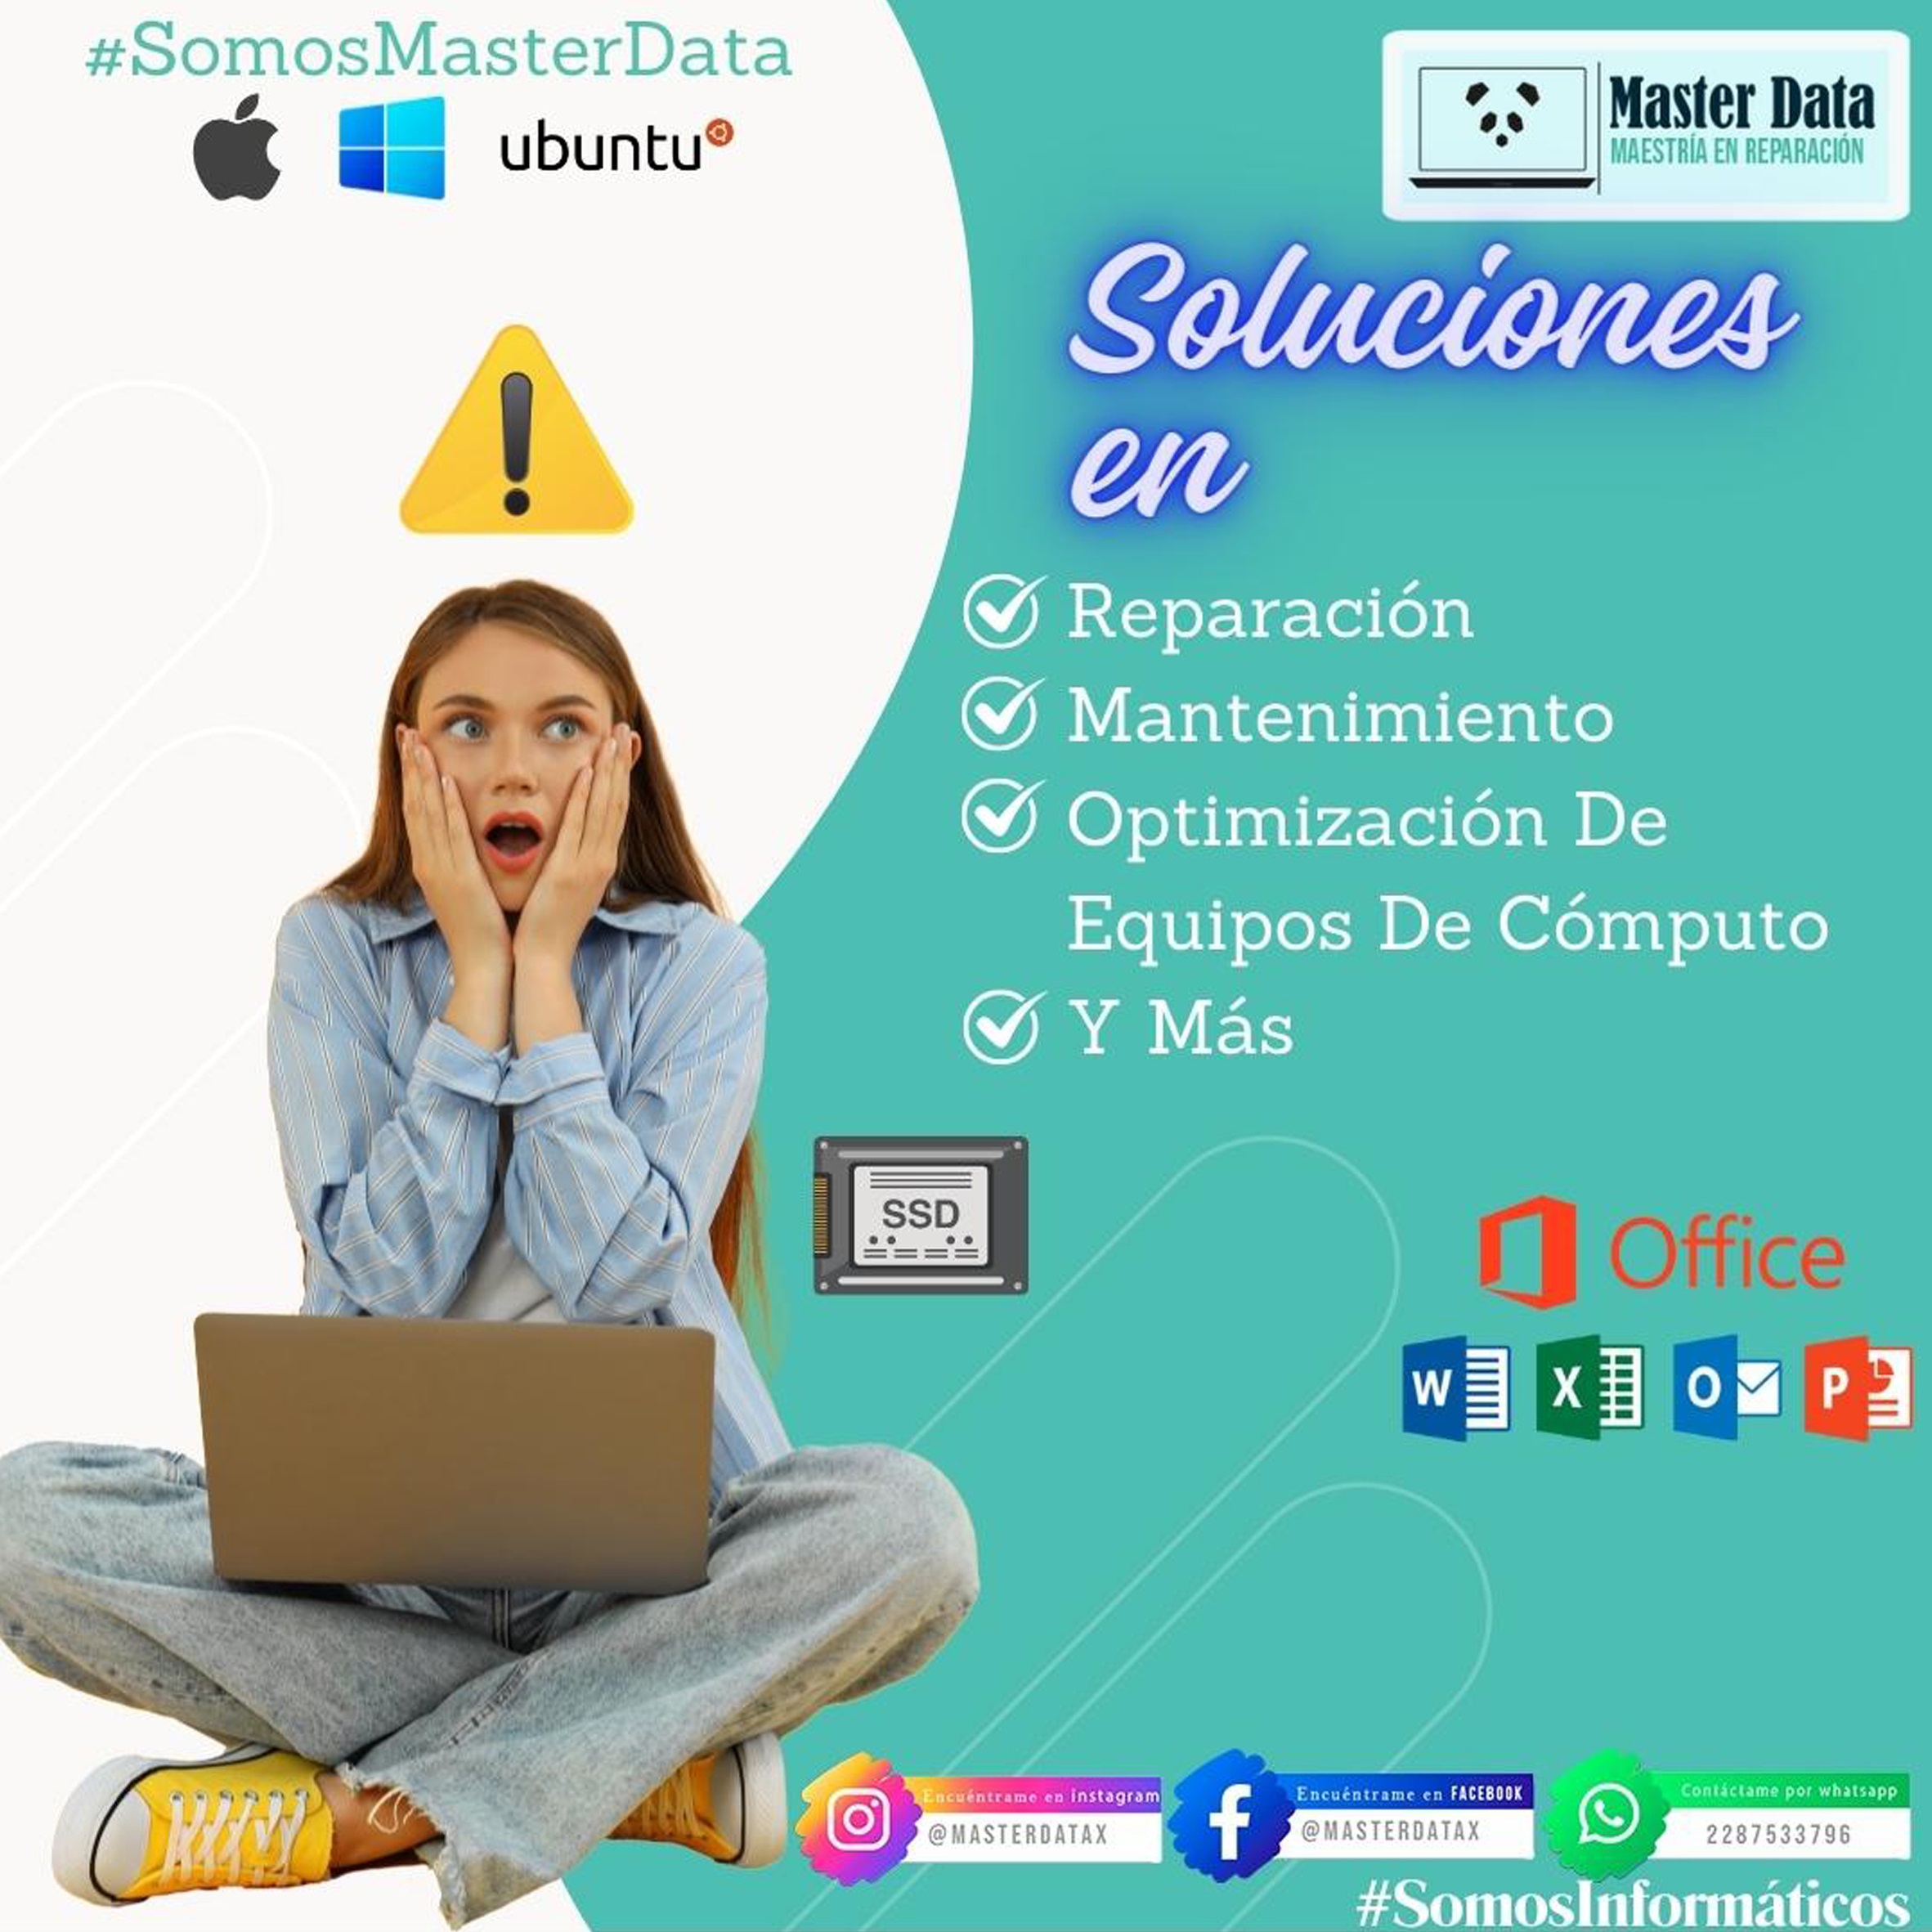 #SomosMasterData
ubuntu
Master Data
MAESTRÍA EN REPARACIÓN
Soluciones
en
Reparación
Mantenimiento
Optimización De
Equipos De Cómputo
Y Más
SSD
Office
W X O P
Encuéntrame en instagram
@MASTERDATAX
Encuéntrame en FACEBOOK
@MASTERDATAX
Contáctame por whatsapp
2287533796
#SomosInformáticos